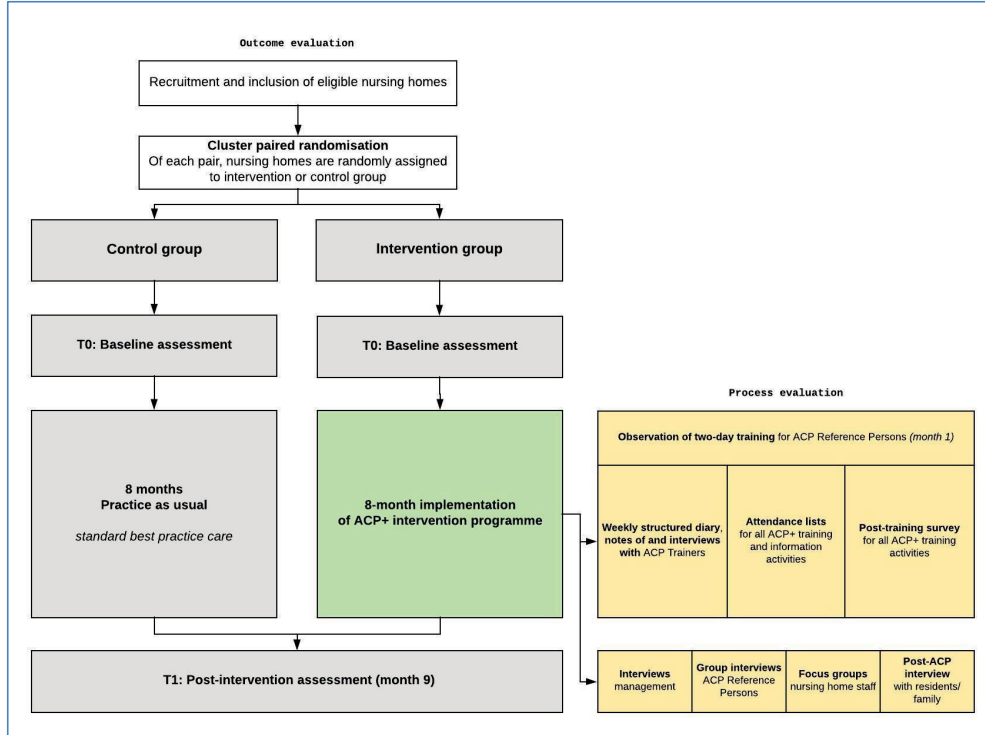 Outcome evaluation
Recruitment and inclusion of eligible nursing homes
Cluster paired randomisation
Of each pair, nursing homes are randomly assigned
to intervention or control group
Control group
Intervention group
T0: Baseline assessment
T0: Baseline assessment
8 months
Practice as usual
standard best practice care
8-month implementation
of ACP+ intervention programme
T1: Post-intervention assessment (month 9)
Process evaluation
Observation of two-day training for ACP Reference Persons (month 1)
Weekly structured diary,
notes of and interviews
with ACP Trainers
Attendance lists
for all ACP+ training
and information
activities
Post-training survey
for all ACP+ training
activities
Interviews
management
Group interviews
ACP Reference
Persons
Focus groups
nursing home staff
Post-ACP
interview
with residents/
family